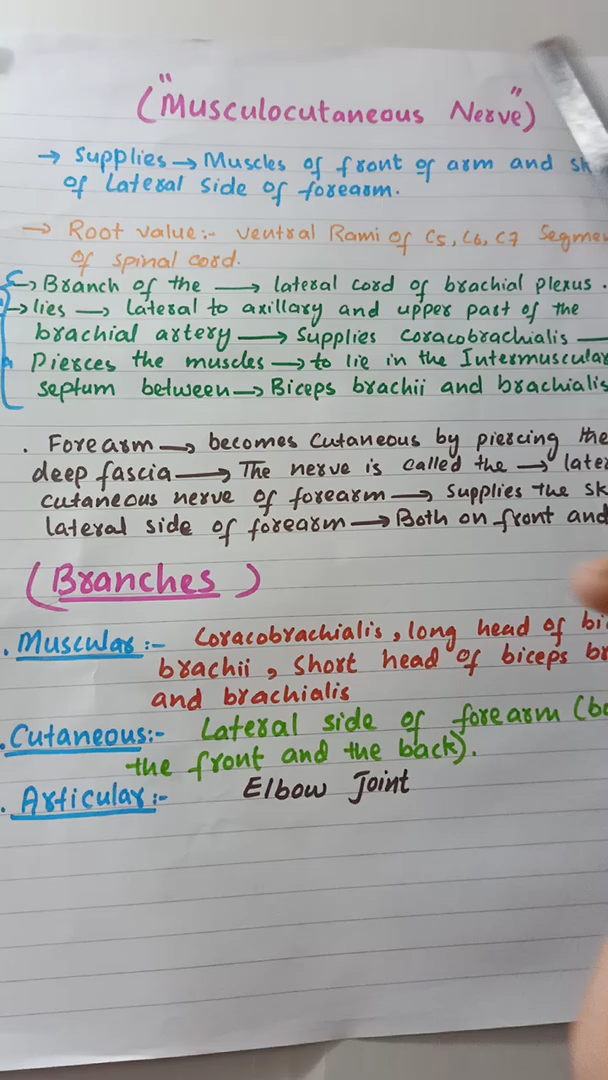 ("Musculocutaneous Nerve")
→ Supplies → Muscles of front of arm and
of Lateral side of forearm.
→ Root value:- ventral Rami of C5, C6, C7
of spinal cord.
→ Branch of the → lateral cord of brachial plexus.
→ lies → lateral to axillary and upper part of the
brachial artery → Supplies coracobrachialis →
Pierces the muscles → to lie in the Intermuscular
septum between → Biceps brachii and brachialis
. Forearm → becomes cutaneous by piercing the
deep fascia → The nerve is called the →
cutaneous nerve of forearm → Supplies the
lateral side of forearm → Both on front and
(Branches)
. Muscular:- Coracobrachialis, long head of
brachii, Short head of biceps
and brachialis
. Cutaneous:- Lateral side of forearm (
the front and the back).
. Articular:- Elbow Joint